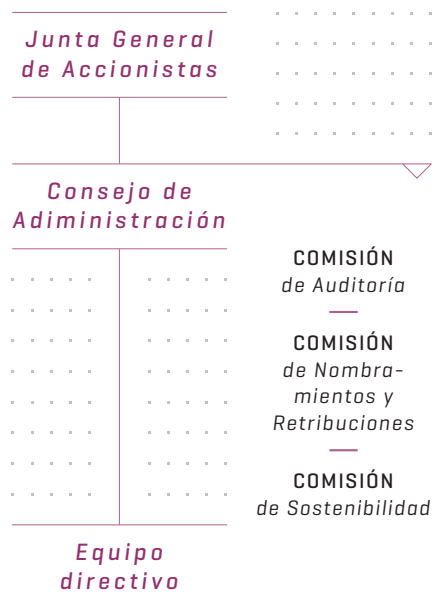 Junta General
de Accionistas
Consejo de
Adiministración
COMISIÓN
de Auditoría
COMISIÓN
de Nombra-
mientos y
Retribuciones
COMISIÓN
de Sostenibilidad
Equipo
directivo